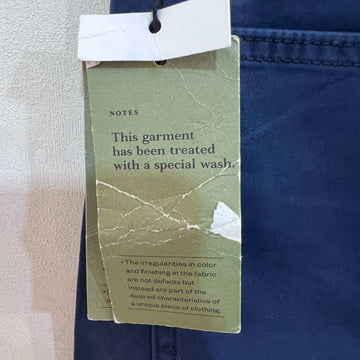 NOTES
This garment
has been treated
with a special wash.
• The irregularities in color
and finishing in the fabric
are not defects but
instead are part of the
desired characteristics of
a unique piece of clothing.